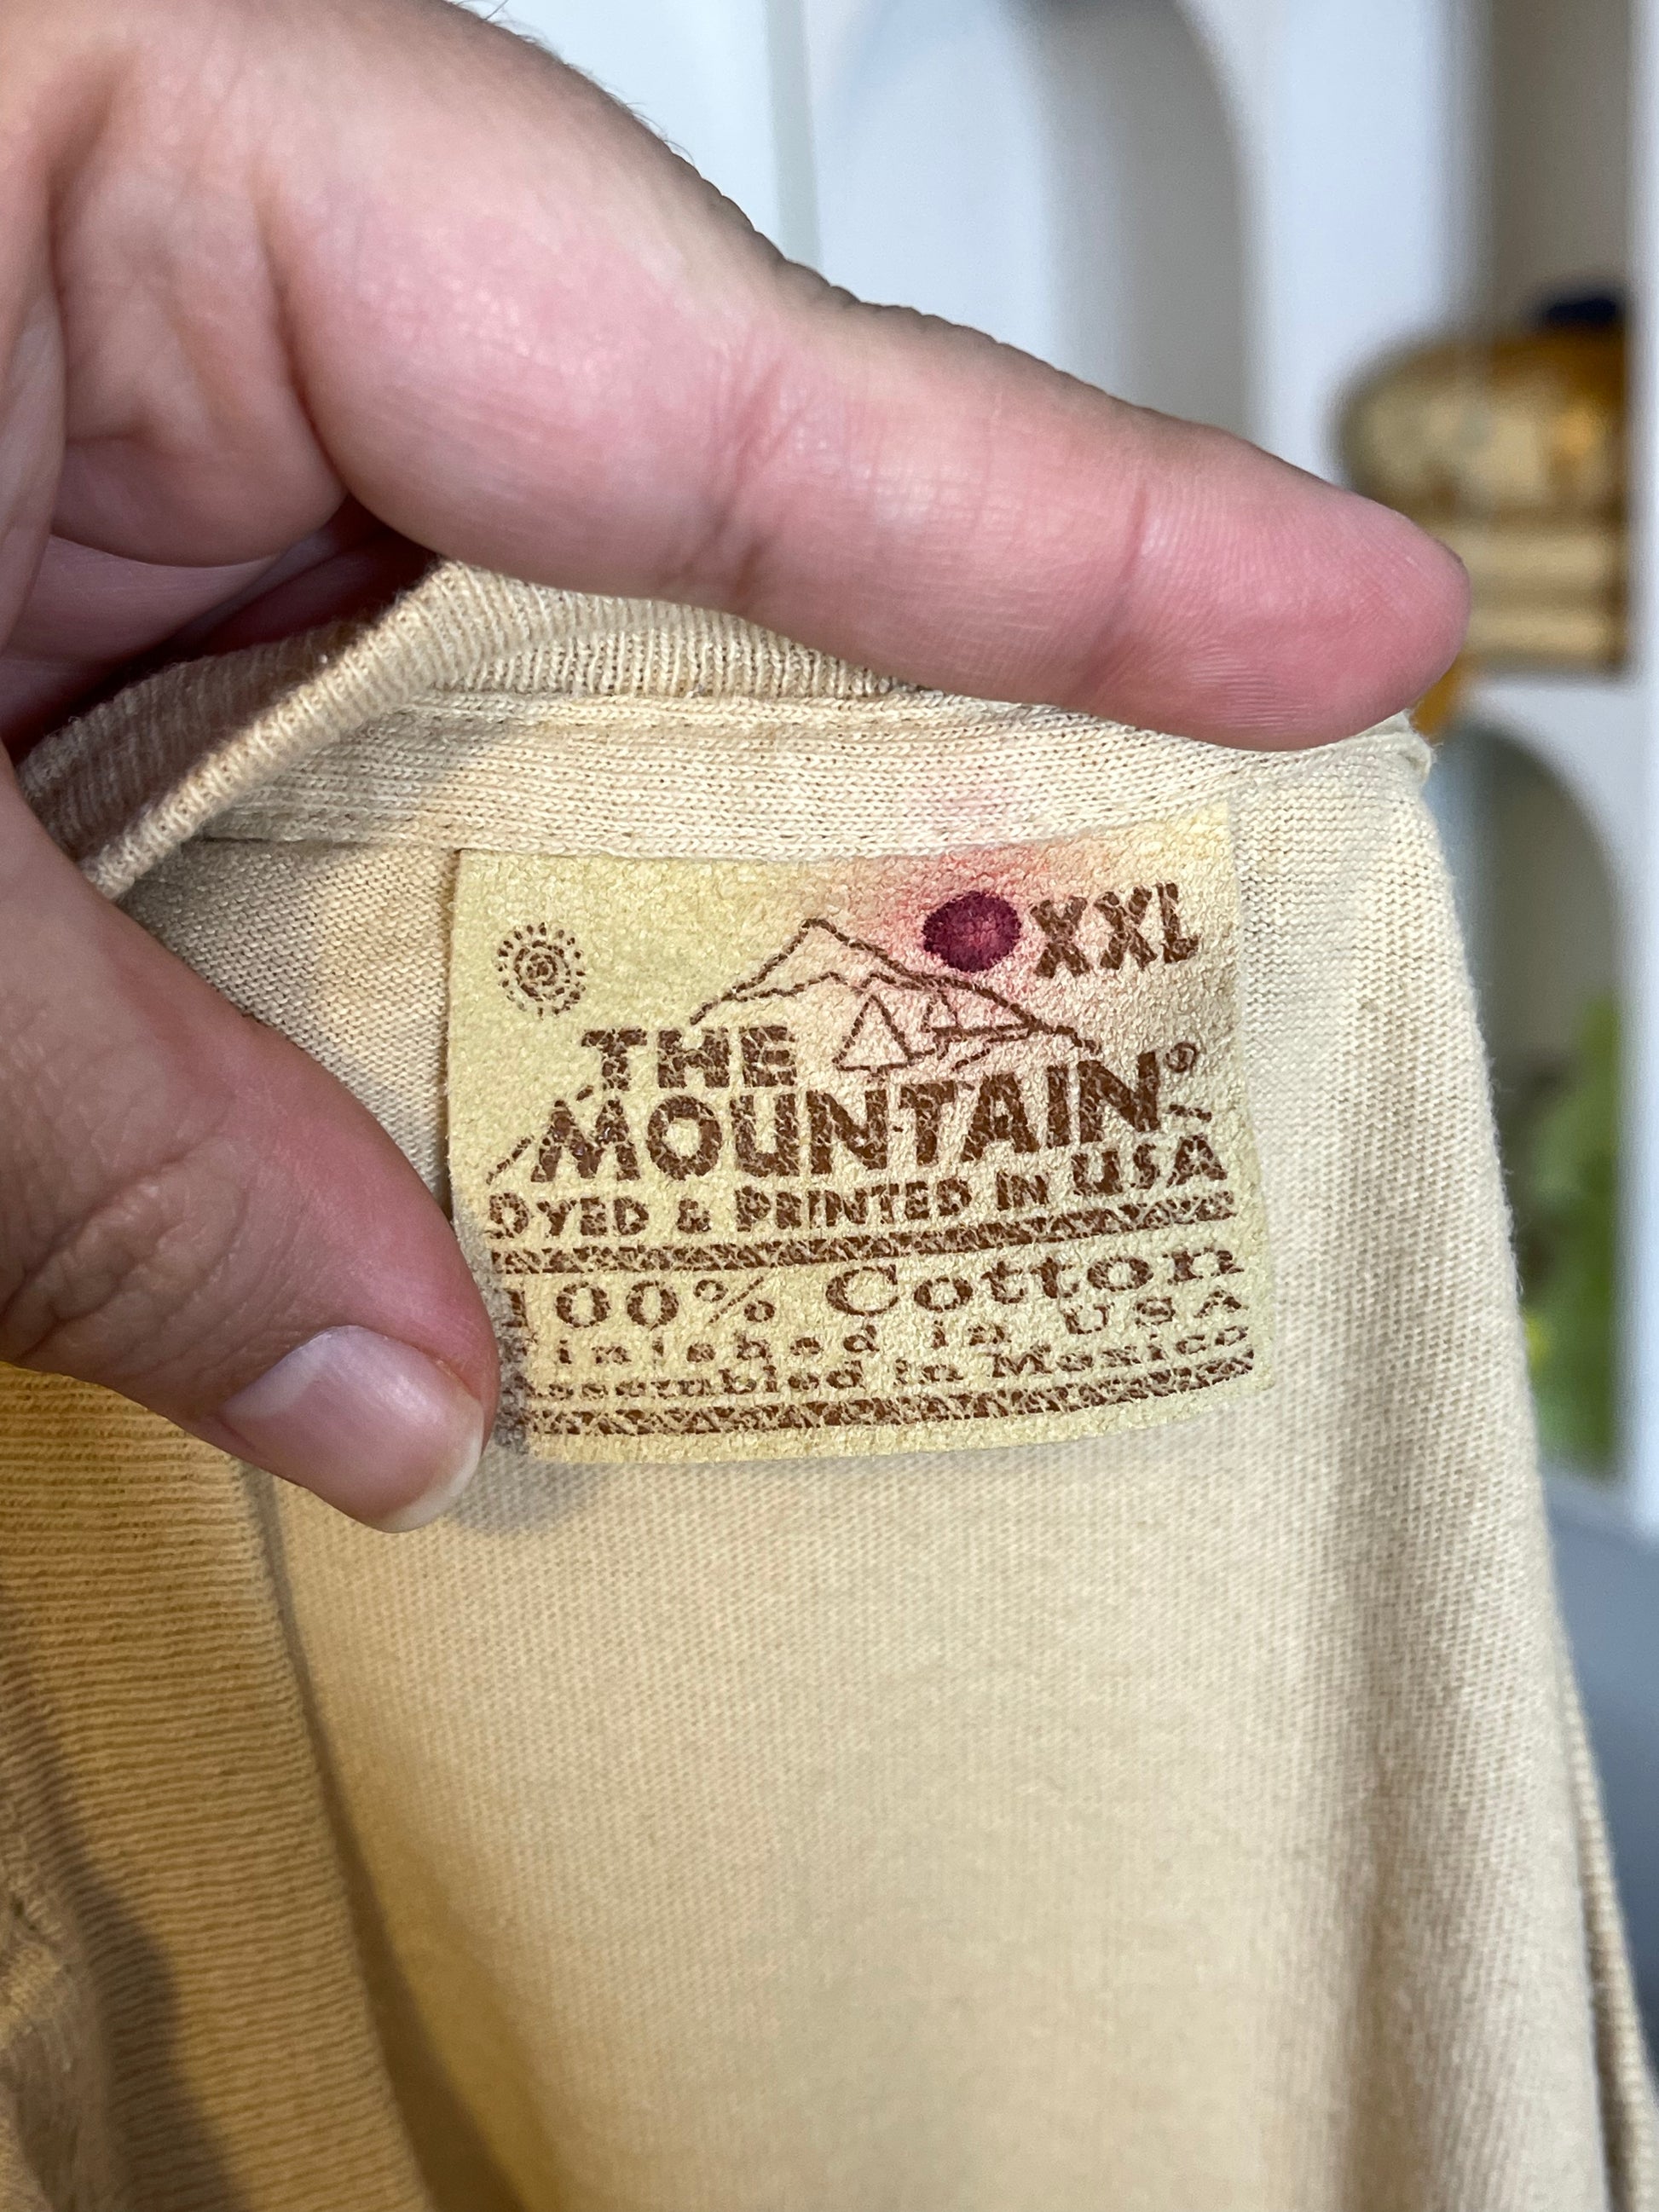 XXL
THE
MOUNTAIN®
DYED & PRINTED IN USA
100% Cotton
Finished in USA
Assembled in Mexico